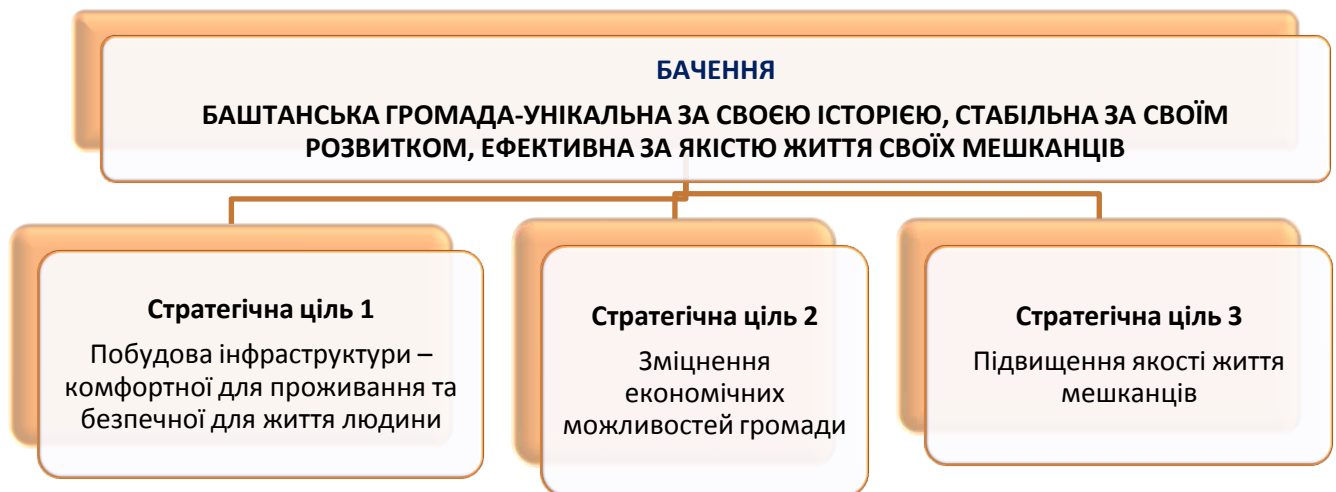 БАЧЕННЯ
БАШТАНСЬКА ГРОМАДА-УНІКАЛЬНА ЗА СВОЄЮ ІСТОРІЄЮ, СТАБІЛЬНА ЗА СВОЇМ
РОЗВИТКОМ, ЕФЕКТИВНА ЗА ЯКІСТЮ ЖИТТЯ СВОЇХ МЕШКАНЦІВ
Стратегічна ціль 1
Побудова інфраструктури –
комфортної для проживання та
безпечної для життя людини
Стратегічна ціль 2
Зміцнення
економічних
можливостей громади
Стратегічна ціль 3
Підвищення якості життя
мешканців